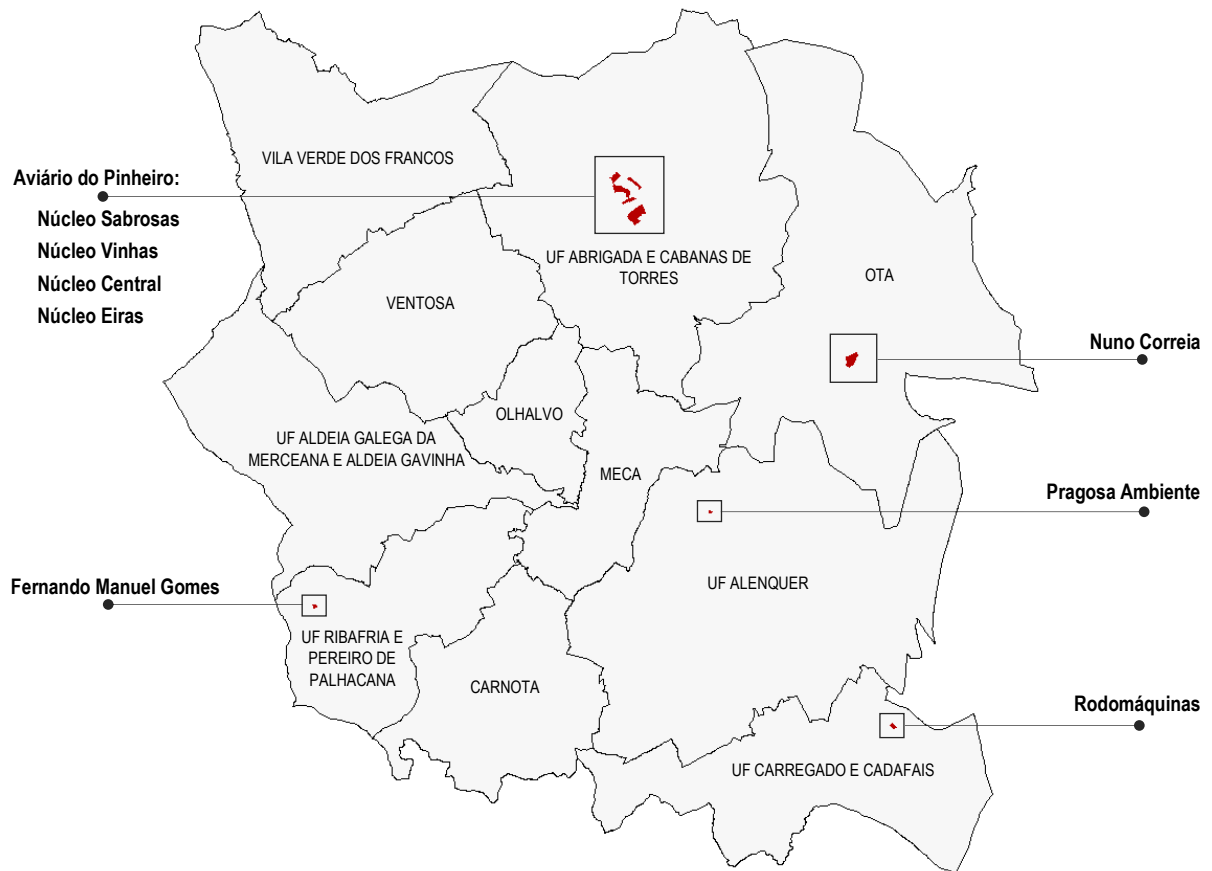 VILA VERDE DOS FRANCOS
Aviário do Pinheiro:
Núcleo Sabrosas
Núcleo Vinhas
Núcleo Central
Núcleo Eiras
UF ABRIGADA E CABANAS DE
TORRES
OTA
VENTOSA
Nuno Correia
OLHALVO
UF ALDEIA GALEGA DA
MERCEANA E ALDEIA GAVINHA
MECA
Pragosa Ambiente
Fernando Manuel Gomes
UF ALENQUER
UF RIBAFRIA E
PEREIRO DE
PALHACANA
CARNOTA
Rodomáquinas
UF CARREGADO E CADAFAIS